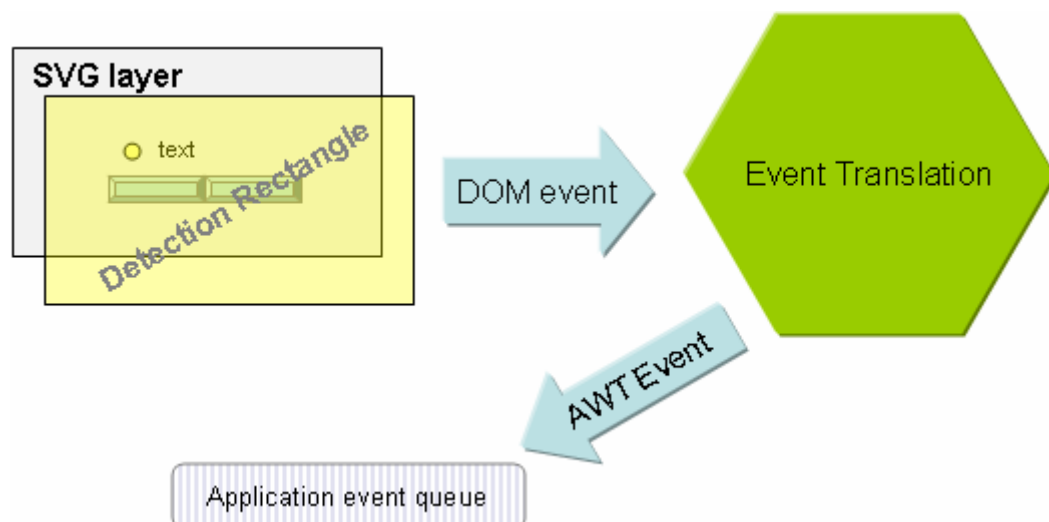 SVG layer
text
Detection Rectangle
DOM event
Event Translation
AWT Event
Application event queue